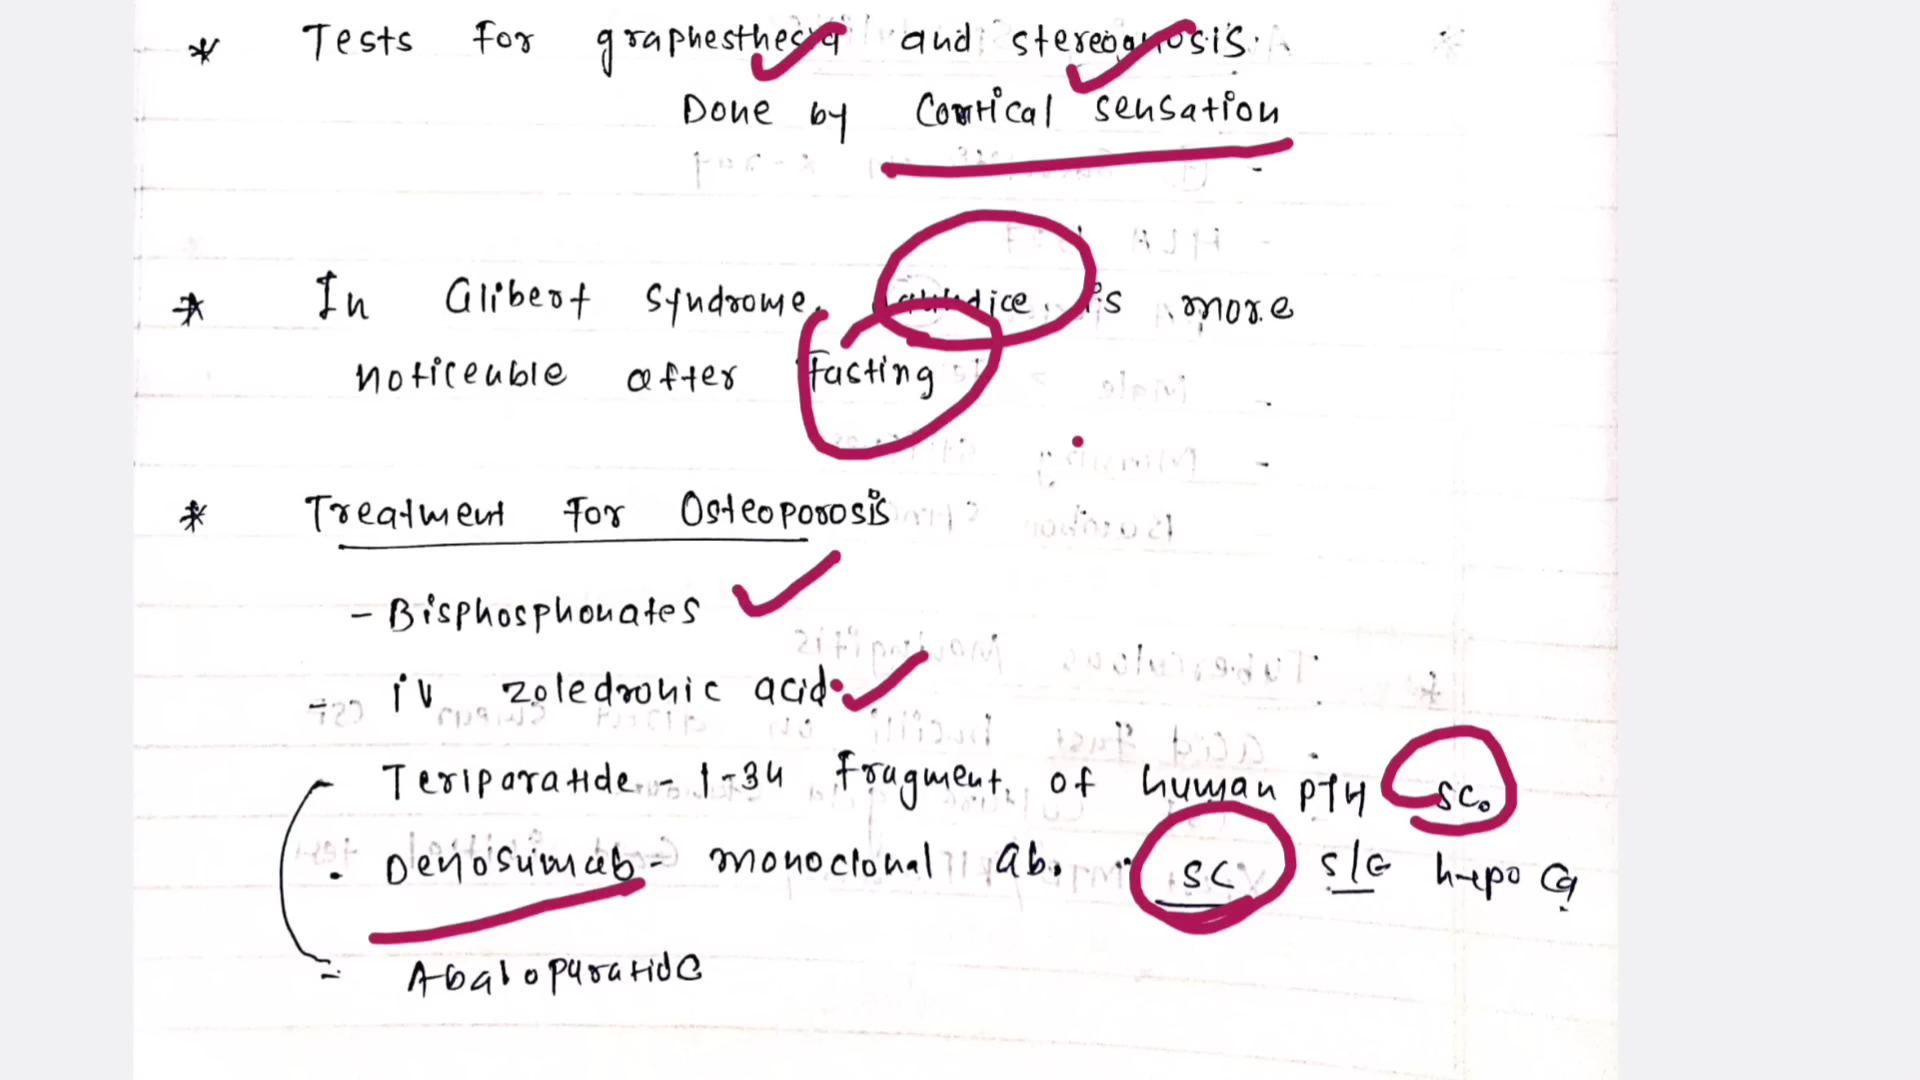 * Tests for graphesthesia and stereognosis.
Done by Cortical sensation
* In Glibert Syndrome, Jaundice is more
noticeable after Fasting
* Treatment for Osteoporosis
- Bisphosphonates
- iv zoledronic acid.
Teriparatide - 1-34 Fragment of human PTH SC.
. Denosumab - monoclonal ab. SC S/E hypo Ca
- Abaloparatide